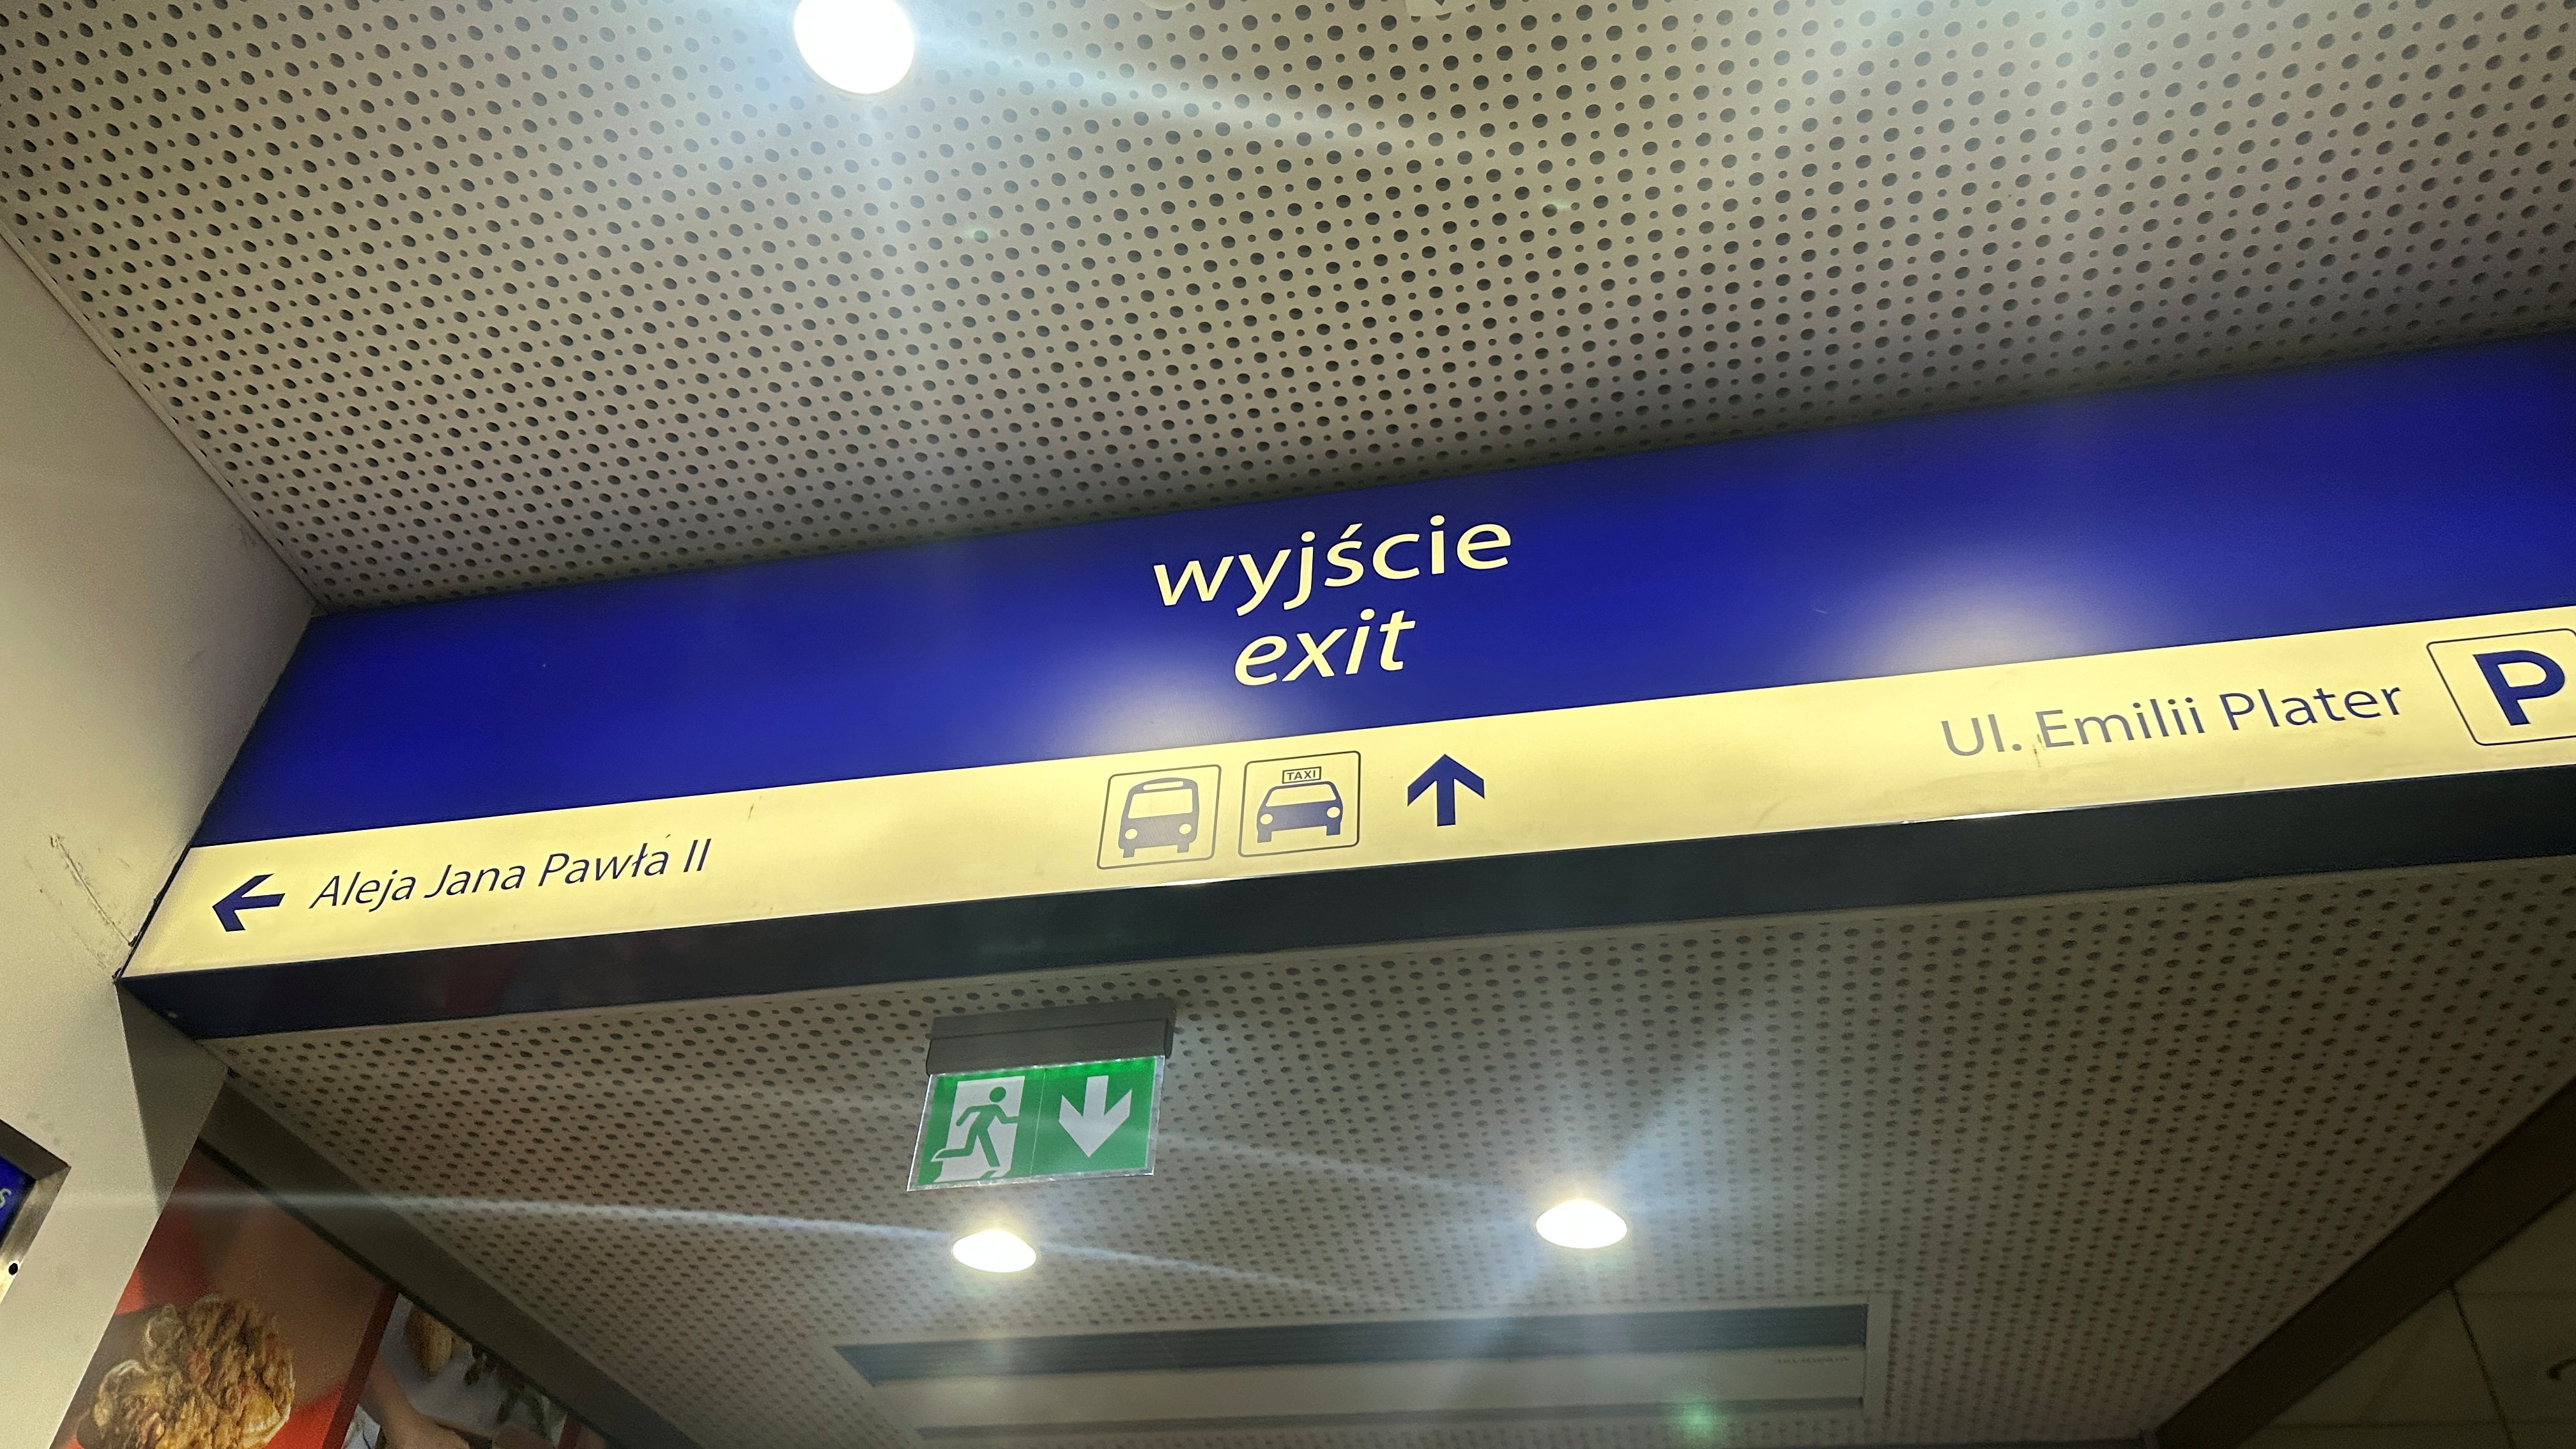 wyjście
exit
Aleja Jana Pawła II
TAXI
Ul. Emilii Plater
P